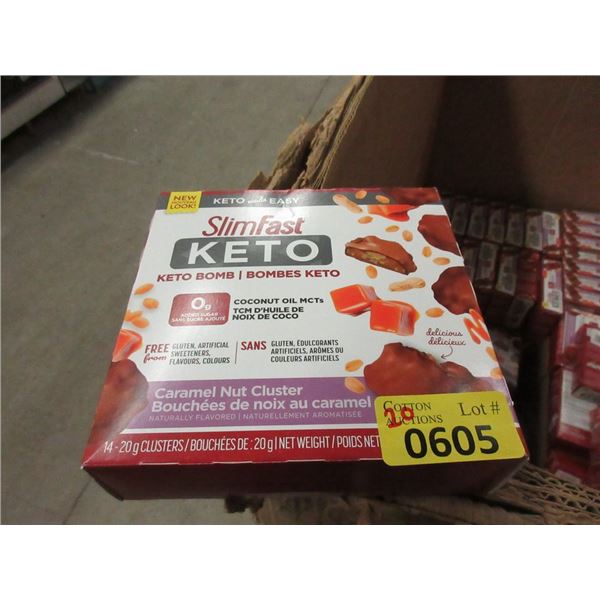 NEW
LOOK!
KETO made EASY
SlimFast
KETO
KETO BOMB | BOMBES KETO
0g
ADDED SUGAR
SANS SUCRE AJOUTÉ
COCONUT OIL MCTs
TCM D'HUILE DE
NOIX DE COCO
FREE from
GLUTEN, ARTIFICIAL
SWEETENERS,
FLAVOURS, COLOURS
SANS
GLUTEN, ÉDULCORANTS
ARTIFICIELS, ARÔMES OU
COULEURS ARTIFICIELS
delicious
délicieux
Caramel Nut Cluster
Bouchées de noix au caramel
NATURALLY FLAVORED | NATURELLEMENT AROMATISÉE
14 - 20 g CLUSTERS / BOUCHÉES DE : 20 g | NET WEIGHT / POIDS NET
COTTON
AUCTIONS
Lot #
28
0605